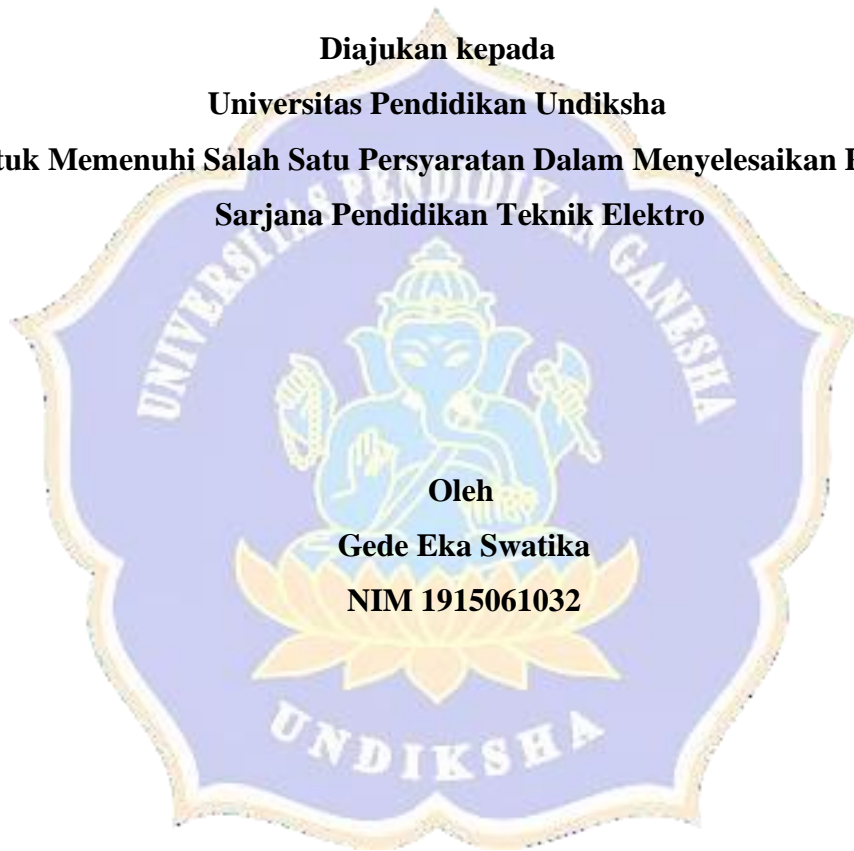 Diajukan kepada
Universitas Pendidikan Undiksha
Memenuhi Salah Satu Persyaratan Dalam Menyelesaikan
Sarjana Pendidikan Teknik Elektro
UNIVERSITAS PENDIDIKAN GANESHA
Oleh
Gede Eka Swatika
NIM 1915061032
UNDIKSHA